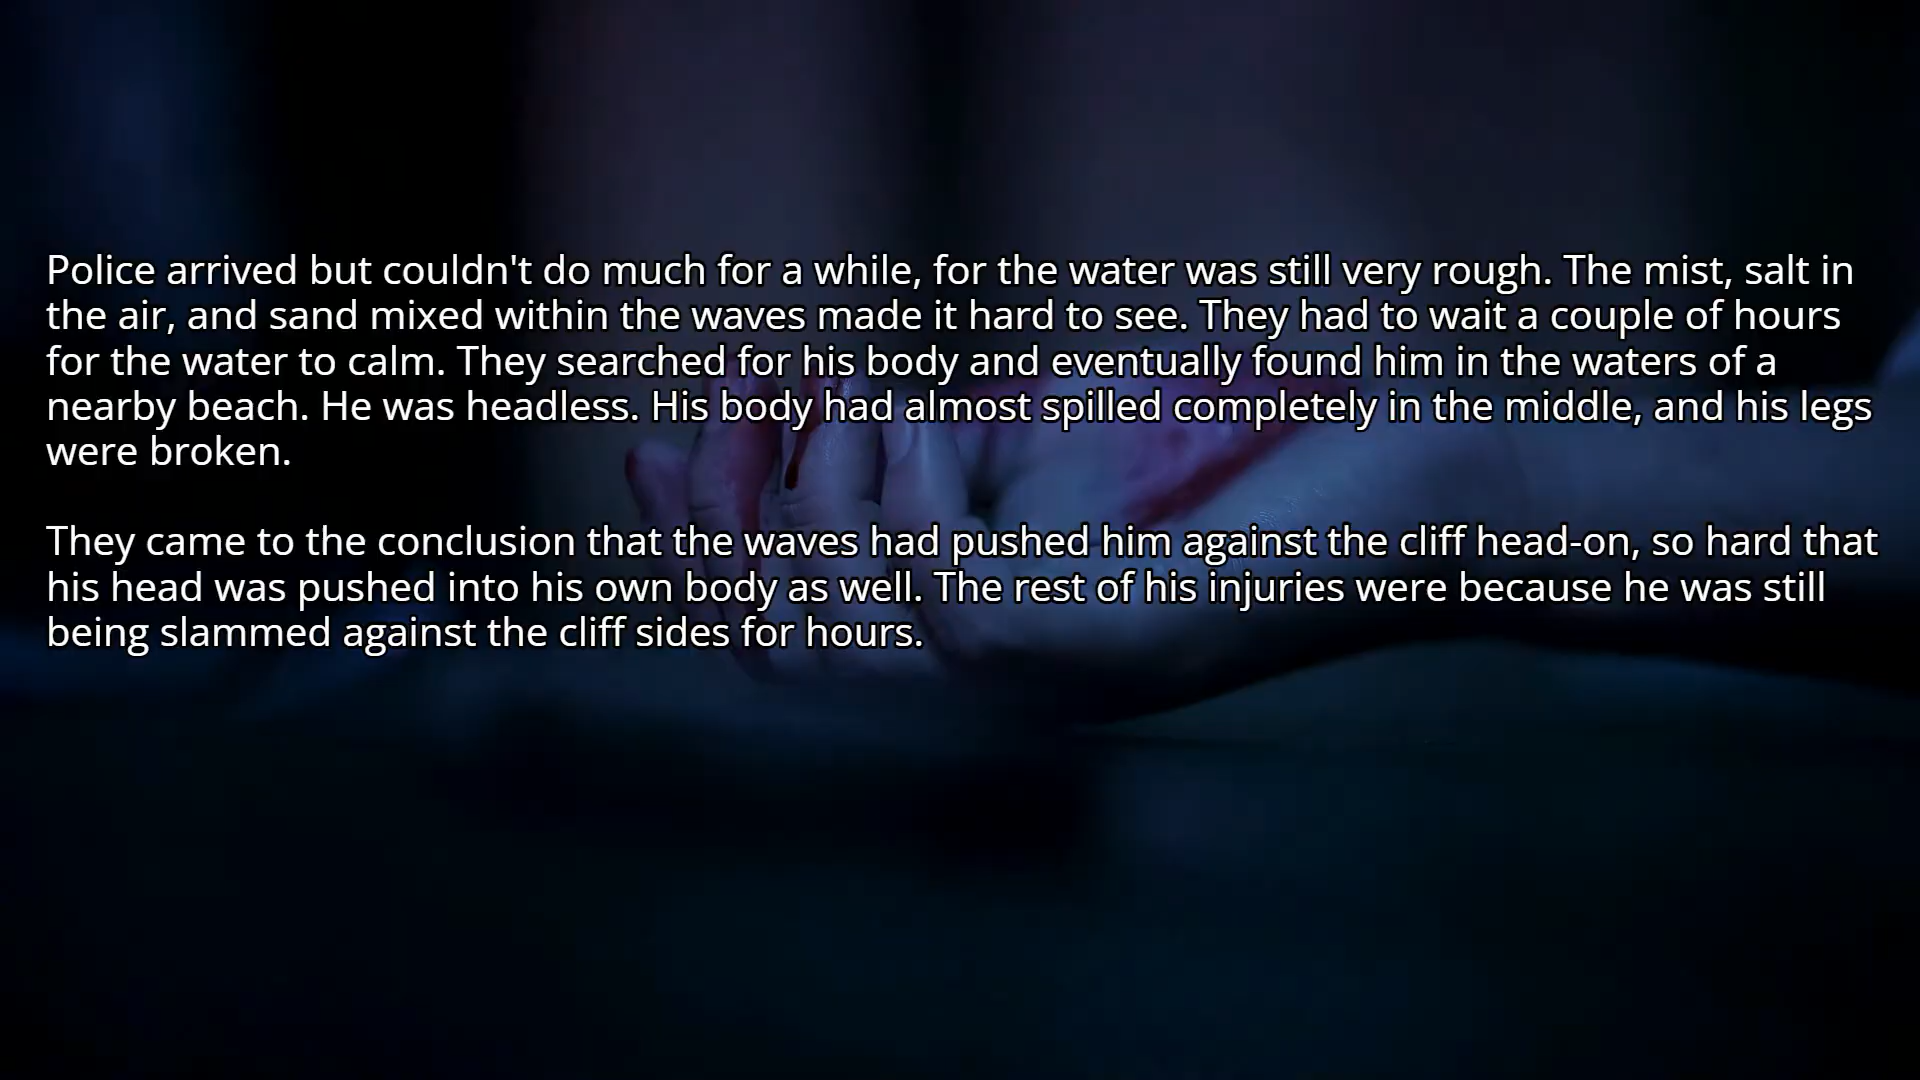 Police arrived but couldn't do much for a while, for the water was still very rough. The mist, salt in
the air, and sand mixed within the waves made it hard to see. They had to wait a couple of hours
for the water to calm. They searched for his body and eventually found him in the waters of a
nearby beach. He was headless. His body had almost spilled completely in the middle, and his legs
were broken.
They came to the conclusion that the waves had pushed him against the cliff head-on, so hard that
his head was pushed into his own body as well. The rest of his injuries were because he was still
being slammed against the cliff sides for hours.